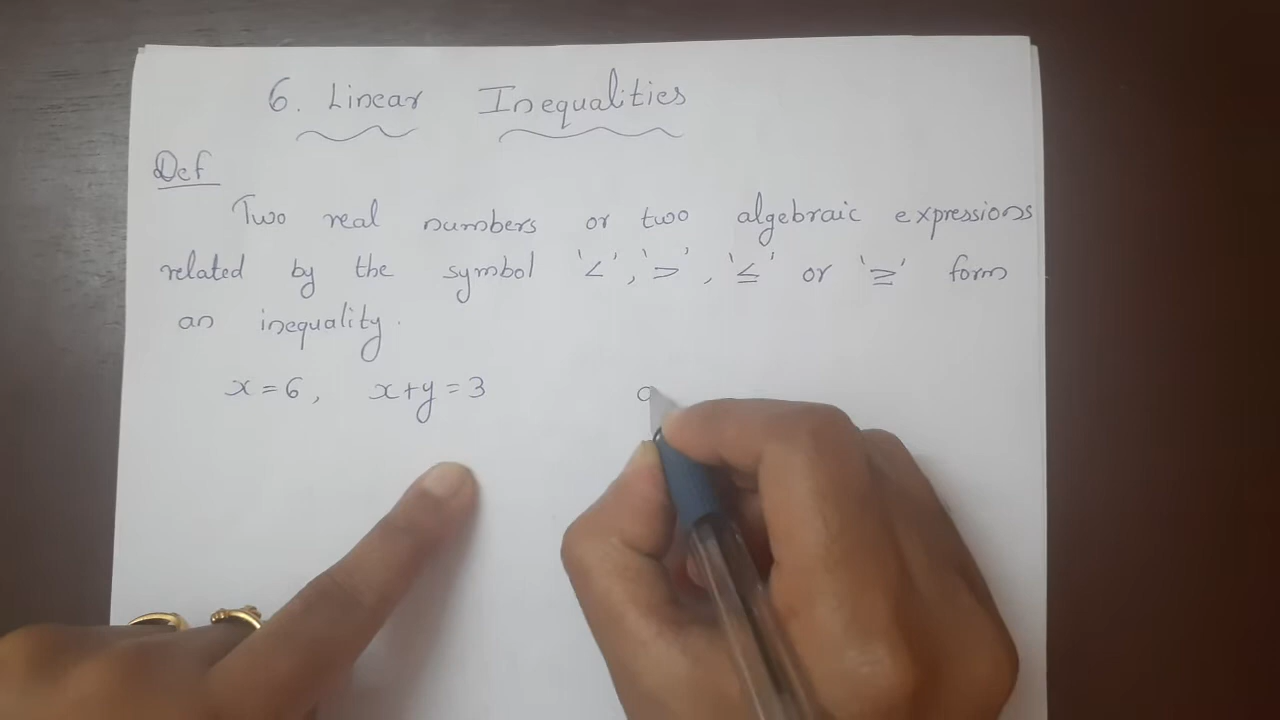 6. Linear Inequalities
Def
Two real numbers or two algebraic expressions
related by the symbol '<', '>', '≤' or '≥' form
an inequality.
x = 6, x+y = 3